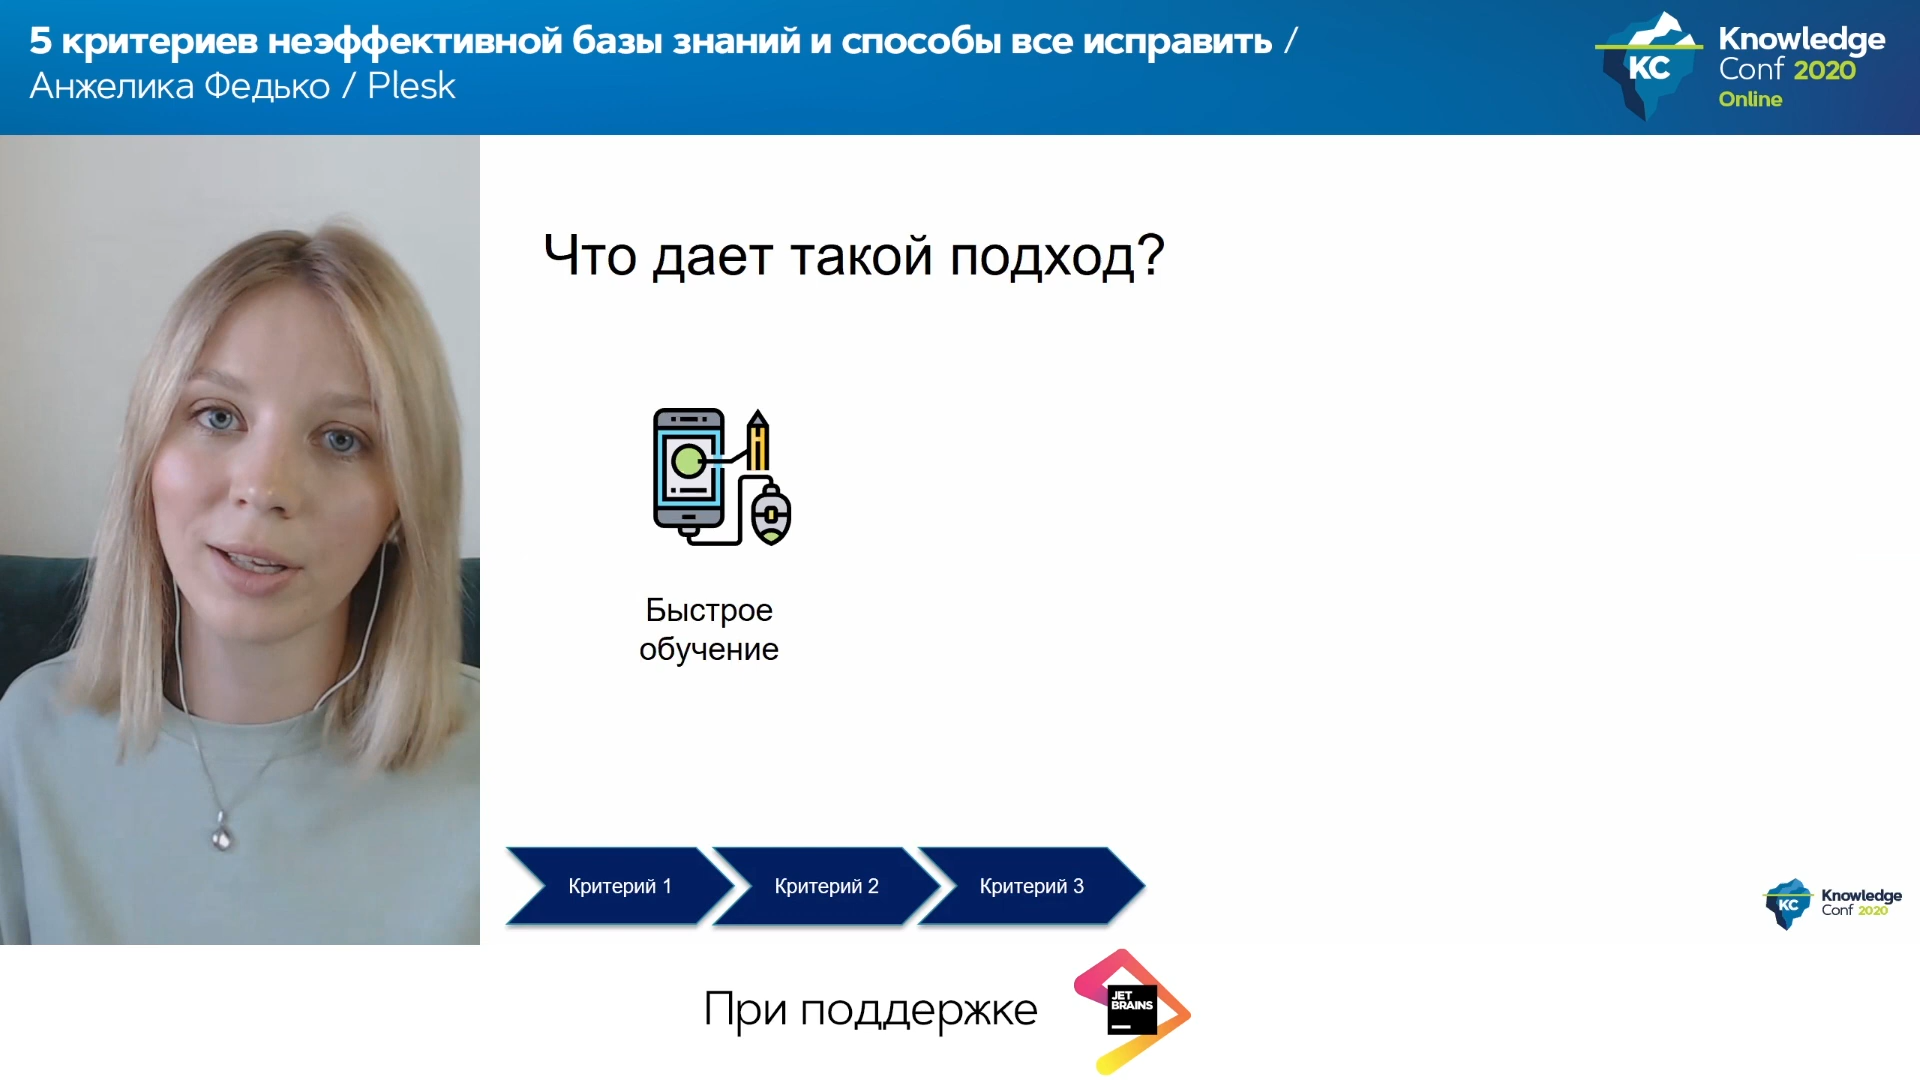 5 критериев неэффективной базы знаний и способы все исправить /
Анжелика Федько / Plesk
KC
Knowledge
Conf 2020
Online
Что дает такой подход?
Быстрое
обучение
Критерий 1
Критерий 2
Критерий 3
KC
Knowledge
Conf 2020
При поддержке
JET
BRAINS